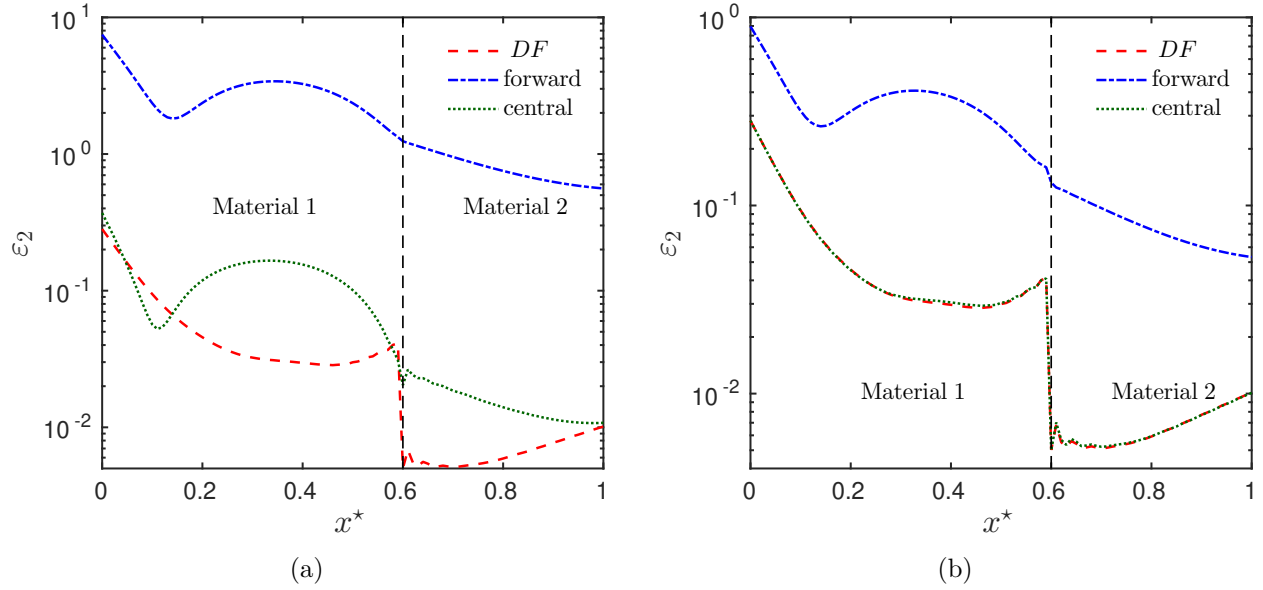 10^1
10^0
10^{-1}
10^{-2}
ε_2
DF
forward
central
Material 1
Material 2
0 0.2 0.4 0.6 0.8 1
x^⋆
(a)
10^0
10^{-1}
10^{-2}
ε_2
DF
forward
central
Material 1
Material 2
0 0.2 0.4 0.6 0.8 1
x^⋆
(b)